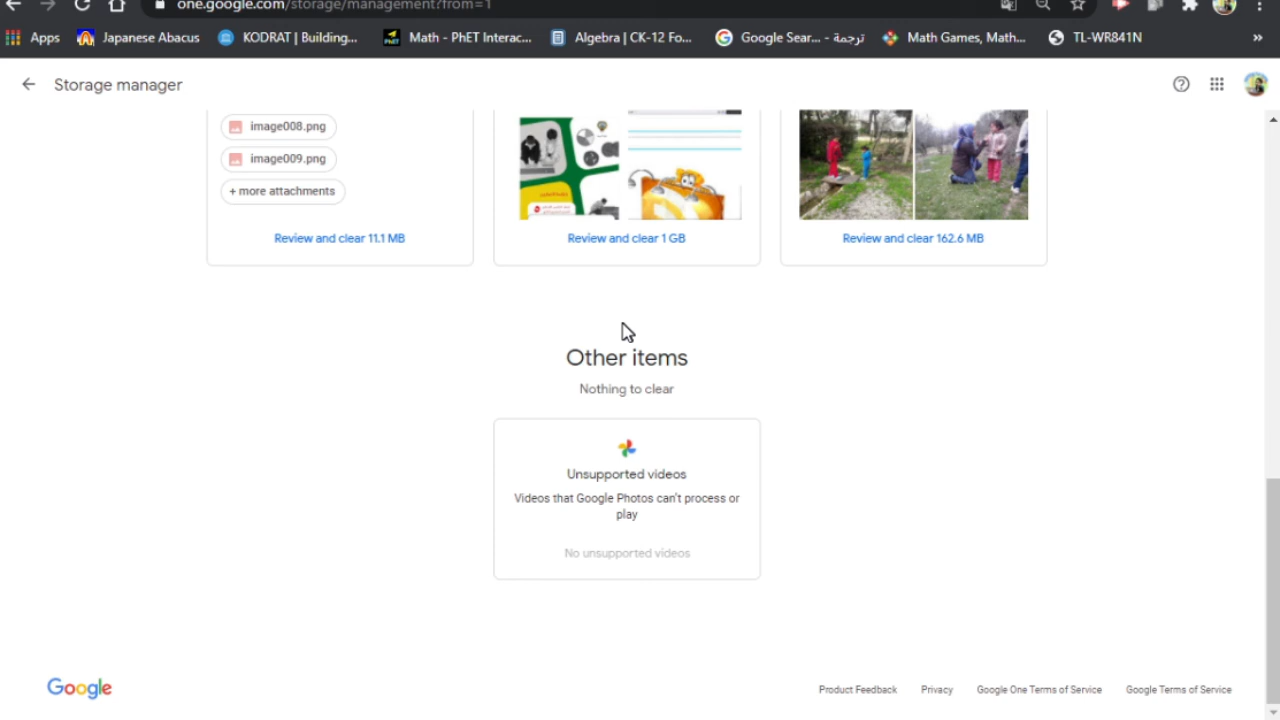 one.google.com/storage/management?from=1
Apps
Japanese Abacus
KODRAT | Building...
Math - PhET Interac...
Algebra | CK-12 Fo...
Google Sear... - ترجمة
Math Games, Math...
TL-WR841N
»
Storage manager
image008.png
image009.png
+ more attachments
Review and clear 11.1 MB
Review and clear 1 GB
Review and clear 162.6 MB
Other items
Nothing to clear
Unsupported videos
Videos that Google Photos can't process or
play
No unsupported videos
Google
Product Feedback
Privacy
Google One Terms of Service
Google Terms of Service